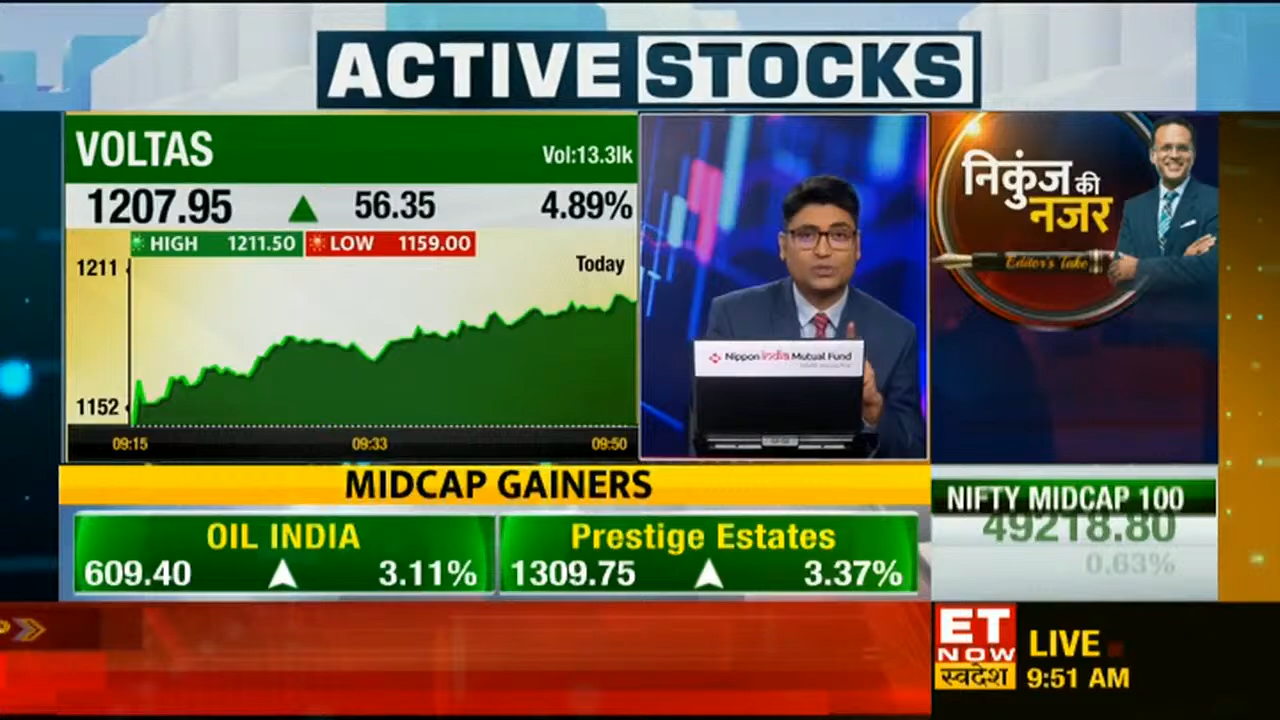 ACTIVE STOCKS
VOLTAS
Vol:13.3lk
1207.95 ▲ 56.35 4.89%
HIGH 1211.50 LOW 1159.00
Today
1211
1152
09:15 09:33 09:50
Nippon india Mutual Fund
निकुंज की
नजर
Editor's Take
MIDCAP GAINERS
OIL INDIA
609.40 ▲ 3.11%
Prestige Estates
1309.75 ▲ 3.37%
NIFTY MIDCAP 100
49218.80
0.63%
ET
NOW
स्वदेश
LIVE
9:51 AM